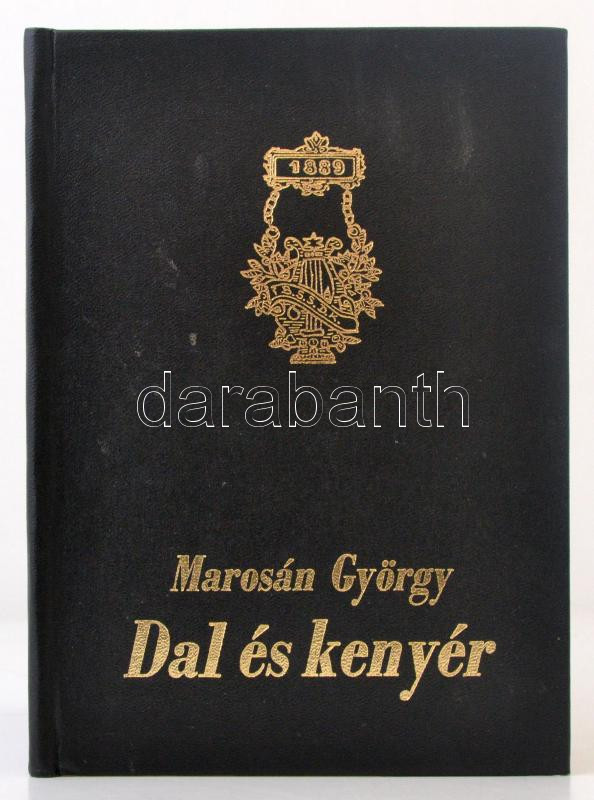 1889
darabanth
Marosán György
Dal és kenyér